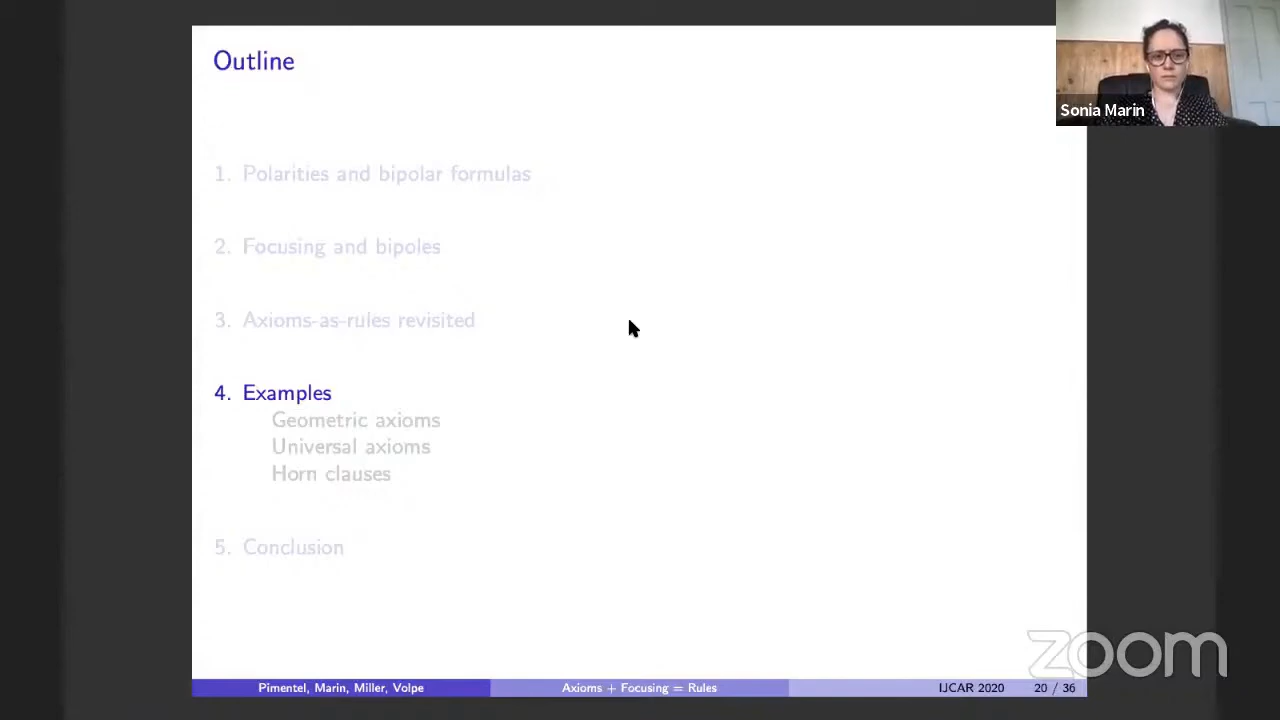 Outline
Sonia Marin
1. Polarities and bipolar formulas
2. Focusing and bipoles
3. Axioms-as-rules revisited
4. Examples
Geometric axioms
Universal axioms
Horn clauses
5. Conclusion
zoom
Pimentel, Marin, Miller, Volpe
Axioms + Focusing = Rules
IJCAR 2020
20 / 36